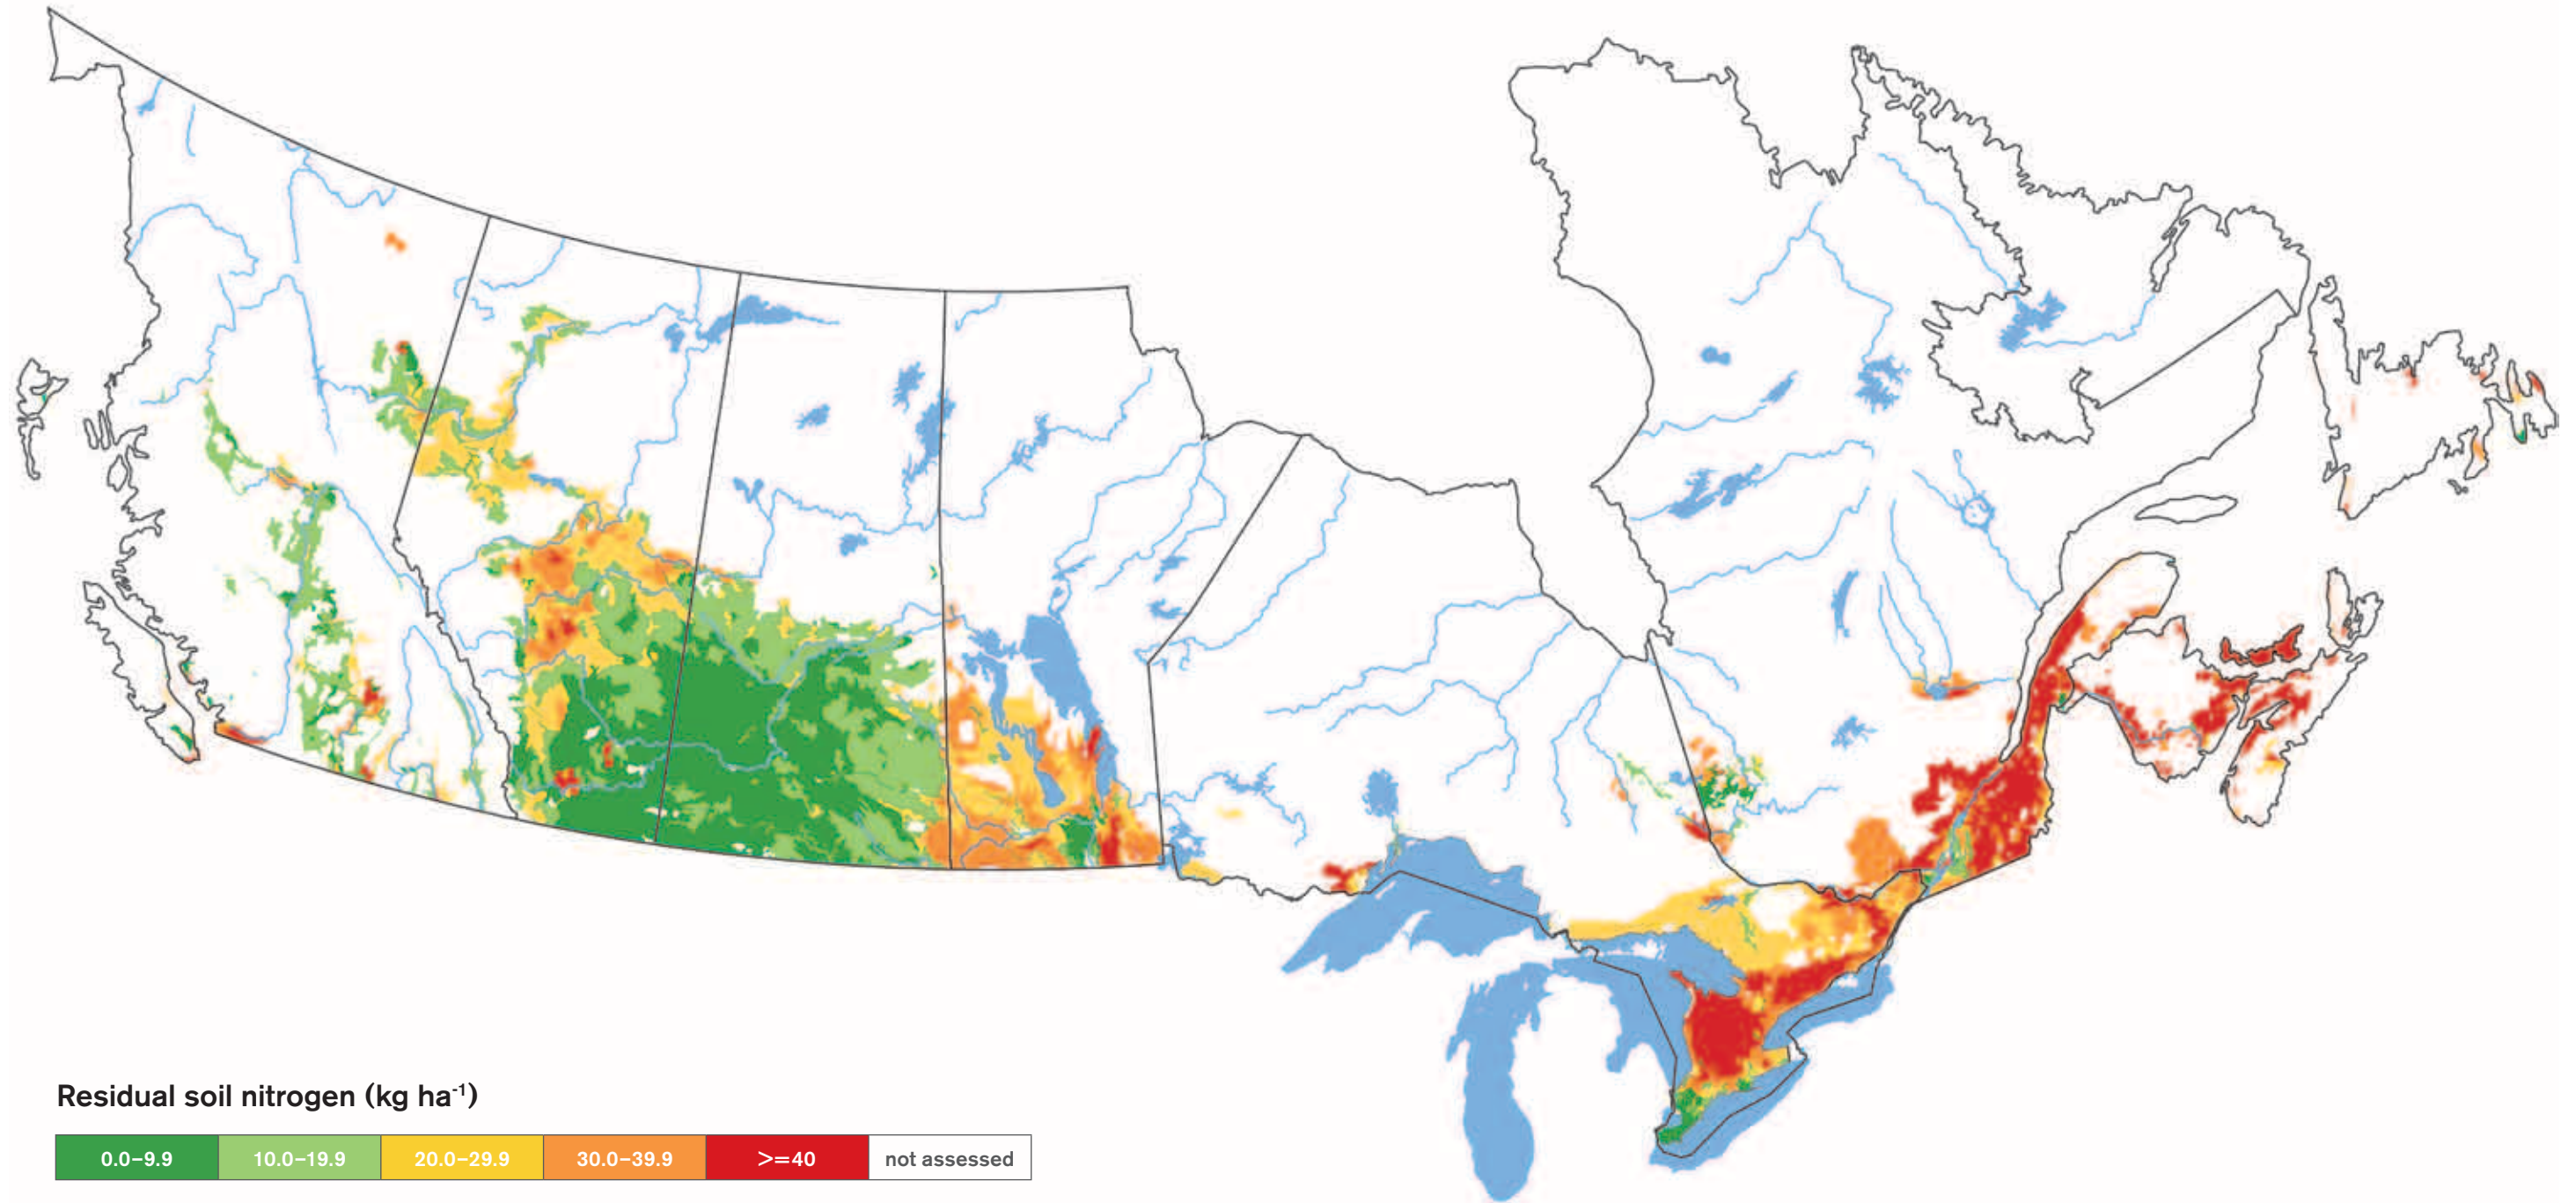 Residual soil nitrogen (kg ha⁻¹)
0.0–9.9 10.0–19.9 20.0–29.9 30.0–39.9 >=40 not assessed